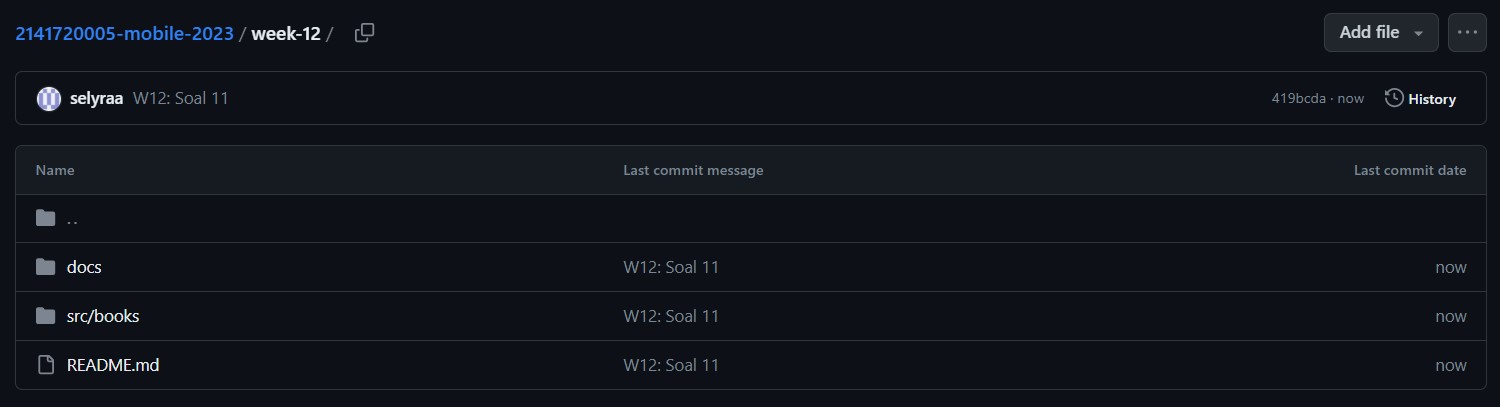 2141720005-mobile-2023 / week-12 /
Add file
selyraa W12: Soal 11
419bcda · now
History
Name Last commit message Last commit date
..
docs W12: Soal 11 now
src/books W12: Soal 11 now
README.md W12: Soal 11 now